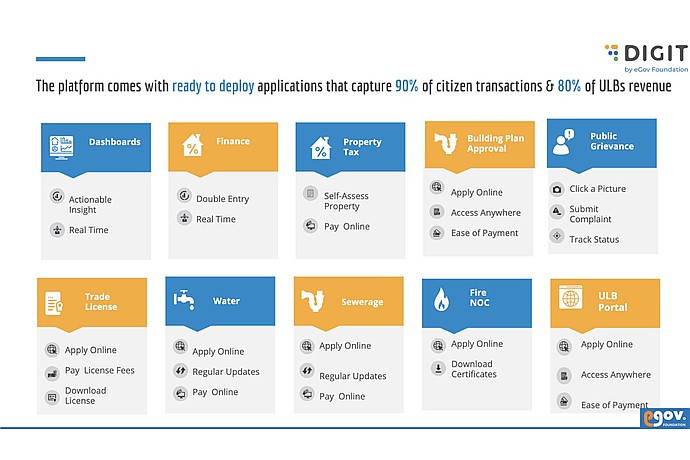 DIGIT
by eGov Foundation
The platform comes with ready to deploy applications that capture 90% of citizen transactions & 80% of ULBs revenue
Dashboards
Actionable
Insight
Real Time
Finance
Double Entry
Real Time
Property
Tax
Self-Assess
Property
Pay Online
Building Plan
Approval
Apply Online
Access Anywhere
Ease of Payment
Public
Grievance
Click a Picture
Submit
Complaint
Track Status
Trade
License
Apply Online
Pay License Fees
Download
License
Water
Apply Online
Regular Updates
Pay Online
Sewerage
Apply Online
Regular Updates
Pay Online
Fire
NOC
Apply Online
Download
Certificates
ULB
Portal
Apply Online
Access Anywhere
Ease of Payment
egov.
FOUNDATION